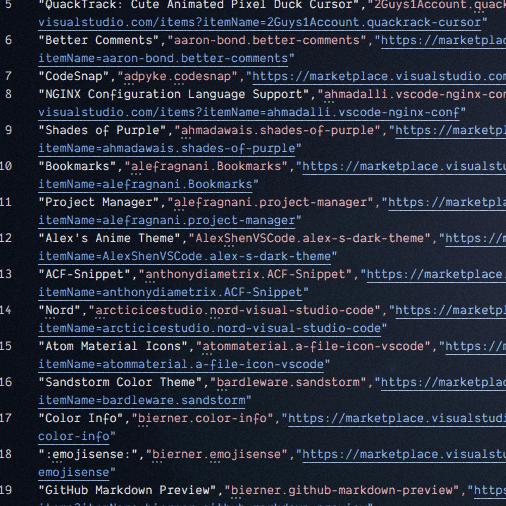 5 "QuackTrack: Cute Animated Pixel Duck Cursor","2Guys1Account.quack
visualstudio.com/items?itemName=2Guys1Account.quackrack-cursor"
6 "Better Comments","aaron-bond.better-comments","https://marketplac
itemName=aaron-bond.better-comments"
7 "CodeSnap","adpyke.codesnap","https://marketplace.visualstudio.com
8 "NGINX Configuration Language Support","ahmadalli.vscode-nginx-con
visualstudio.com/items?itemName=ahmadalli.vscode-nginx-conf"
9 "Shades of Purple","ahmadawais.shades-of-purple","https://marketp
itemName=ahmadawais.shades-of-purple"
10 "Bookmarks","alefragnani.Bookmarks","https://marketplace.visualst
itemName=alefragnani.Bookmarks"
11 "Project Manager","alefragnani.project-manager","https://marketpla
itemName=alefragnani.project-manager"
12 "Alex's Anime Theme","AlexShenVSCode.alex-s-dark-theme","https://m
itemName=AlexShenVSCode.alex-s-dark-theme"
13 "ACF-Snippet","anthonydiametrix.ACF-Snippet","https://marketplace.
itemName=anthonydiametrix.ACF-Snippet"
14 "Nord","arcticicestudio.nord-visual-studio-code","https://marketpl
itemName=arcticicestudio.nord-visual-studio-code"
15 "Atom Material Icons","atommaterial.a-file-icon-vscode","https://m
itemName=atommaterial.a-file-icon-vscode"
16 "Sandstorm Color Theme","bardleware.sandstorm","https://marketplac
itemName=bardleware.sandstorm"
17 "Color Info","bierner.color-info","https://marketplace.visualstudi
color-info"
18 ":emojisense:","bierner.emojisense","https://marketplace.visualstu
emojisense"
19 "GitHub Markdown Preview","bierner.github-markdown-preview","https